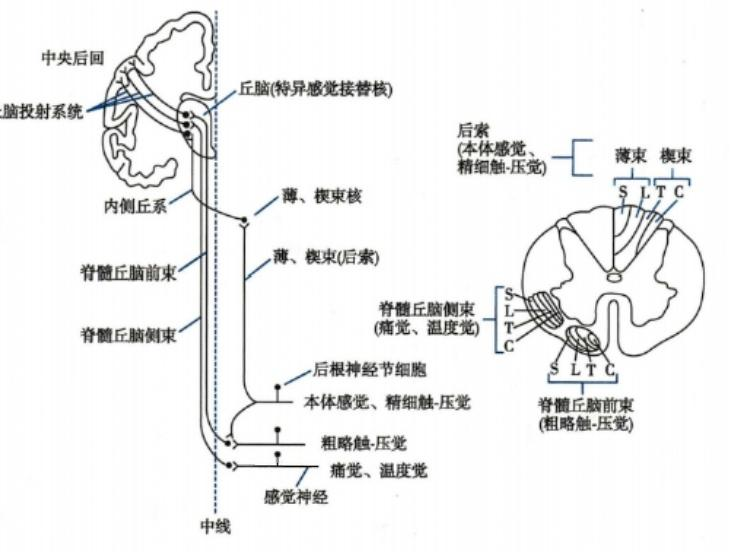 中央后回
丘脑(特异感觉接替核)
脑投射系统
内侧丘系
薄、楔束核
脊髓丘脑前束
薄、楔束(后索)
脊髓丘脑侧束
后根神经节细胞
本体感觉、精细触-压觉
粗略触-压觉
痛觉、温度觉
感觉神经
中线
后索
(本体感觉、
精细触-压觉)
薄束 楔束
S L T C
脊髓丘脑侧束
(痛觉、温度觉)
S
L
T
C
S L T C
脊髓丘脑前束
(粗略触-压觉)